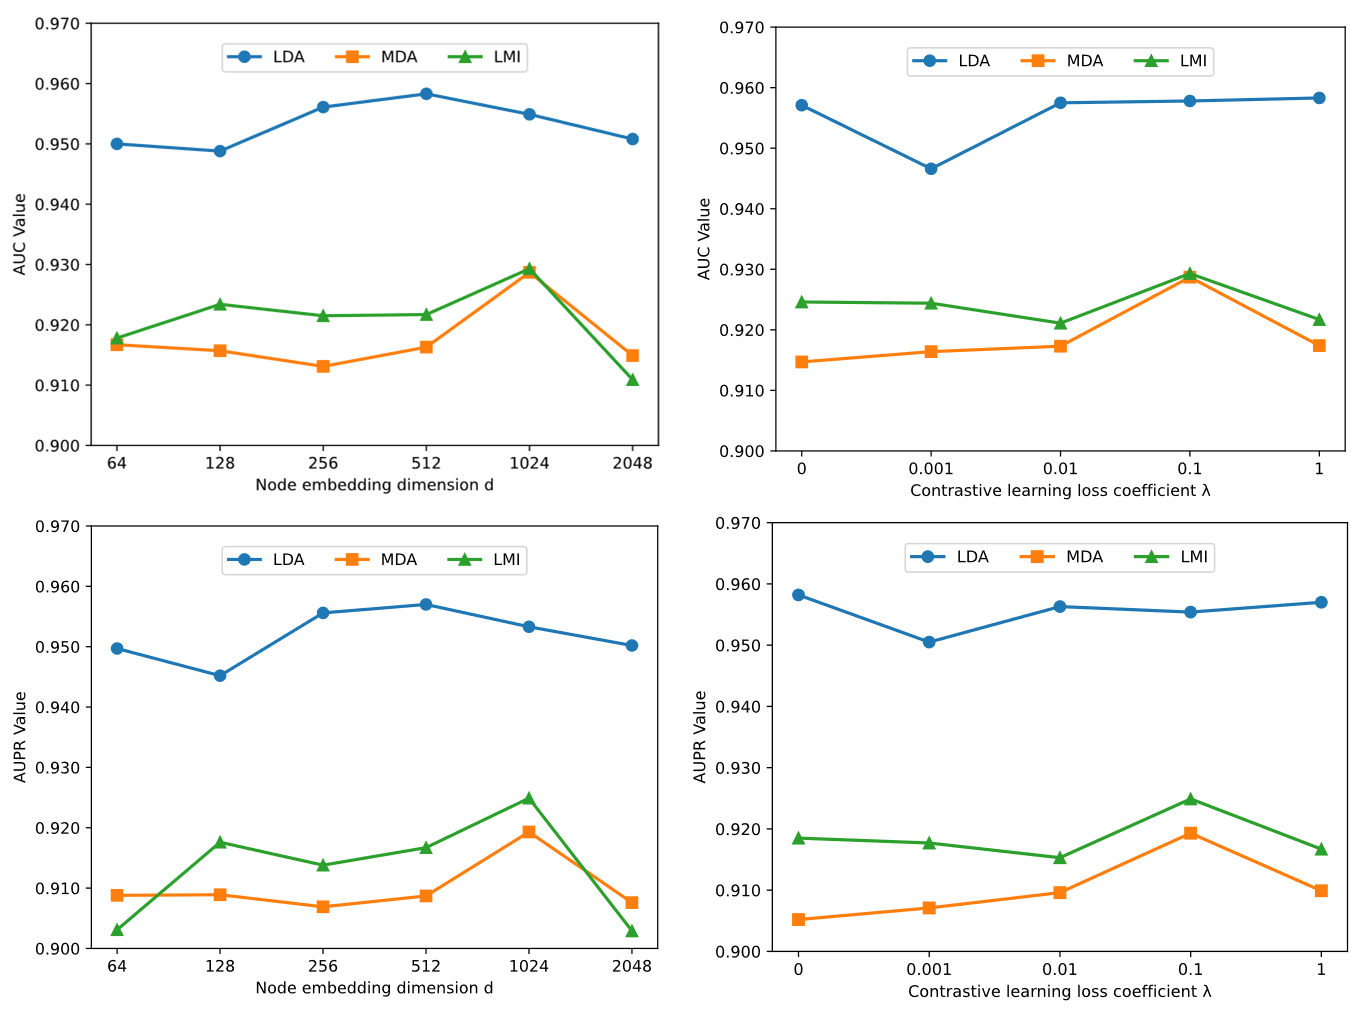 0.970
0.960
0.950
0.940
0.930
0.920
0.910
0.900
AUC Value
LDA MDA LMI
64 128 256 512 1024 2048
Node embedding dimension d
0.970
0.960
0.950
0.940
0.930
0.920
0.910
0.900
AUC Value
LDA MDA LMI
0 0.001 0.01 0.1 1
Contrastive learning loss coefficient λ
0.970
0.960
0.950
0.940
0.930
0.920
0.910
0.900
AUPR Value
LDA MDA LMI
64 128 256 512 1024 2048
Node embedding dimension d
0.970
0.960
0.950
0.940
0.930
0.920
0.910
0.900
AUPR Value
LDA MDA LMI
0 0.001 0.01 0.1 1
Contrastive learning loss coefficient λ